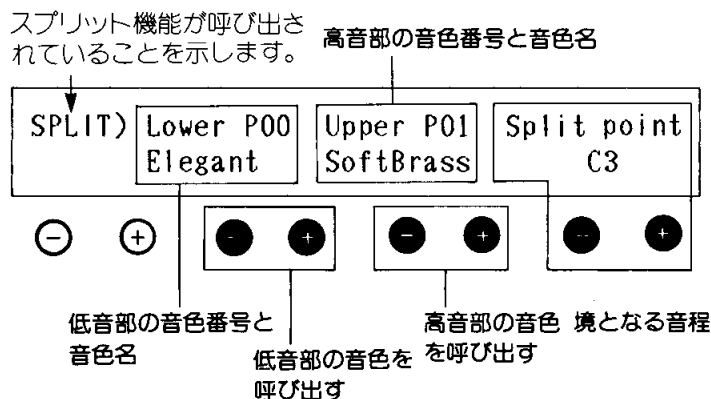 スプリット機能が呼び出さ
れていることを示します。
高音部の音色番号と音色名
SPLIT) Lower P00 Upper P01 Split point
Elegant SoftBrass C3
− + − + − + − +
低音部の音色番号と
音色名
低音部の音色を
呼び出す
高音部の音色
を呼び出す
境となる音程